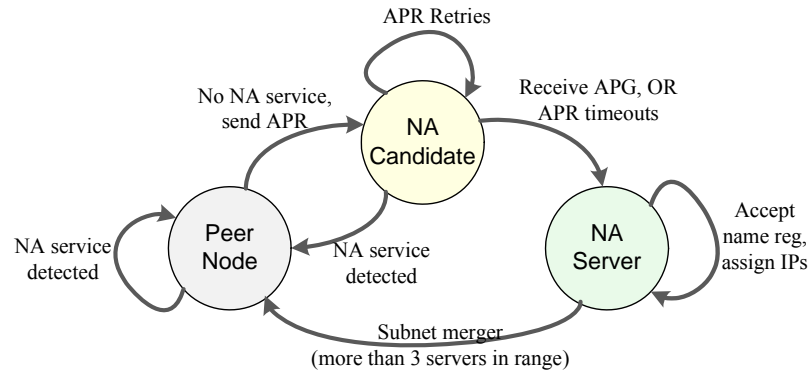 APR Retries
No NA service,
send APR
Receive APG, OR
APR timeouts
NA
Candidate
Peer
Node
NA service
detected
NA service
detected
NA
Server
Accept
name reg,
assign IPs
Subnet merger
(more than 3 servers in range)